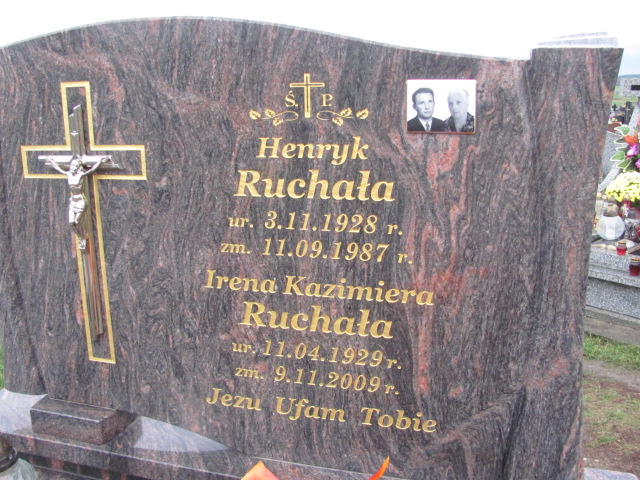 Ś. P.
Henryk
Ruchała
ur. 3.11.1928 r.
zm. 11.09.1987 r.
Irena Kazimiera
Ruchała
ur. 11.04.1929 r.
zm. 9.11.2009 r.
Jezu Ufam Tobie